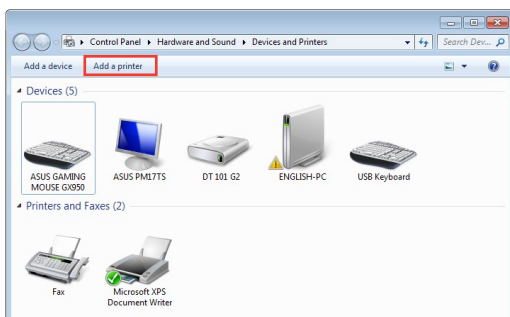 Control Panel ▸ Hardware and Sound ▸ Devices and Printers
Search Dev...
Add a device
Add a printer
Devices (5)
ASUS GAMING
MOUSE GX950
ASUS PM17TS
DT 101 G2
ENGLISH-PC
USB Keyboard
Printers and Faxes (2)
Fax
Microsoft XPS
Document Writer